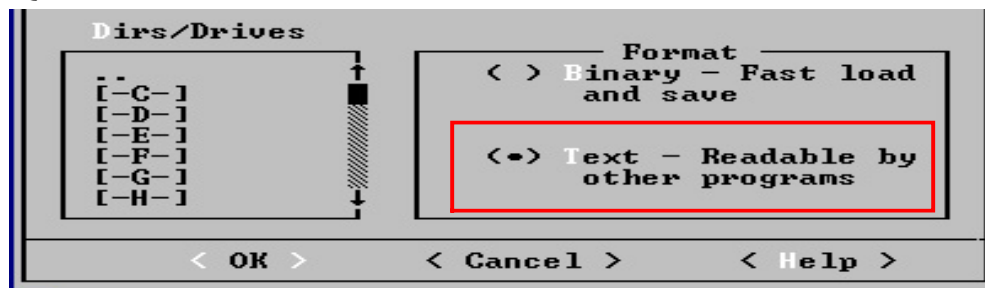 Dirs/Drives
..
[-C-]
[-D-]
[-E-]
[-F-]
[-G-]
[-H-]
Format
( ) Binary - Fast load
and save
(•) Text - Readable by
other programs
< OK > < Cancel > < Help >